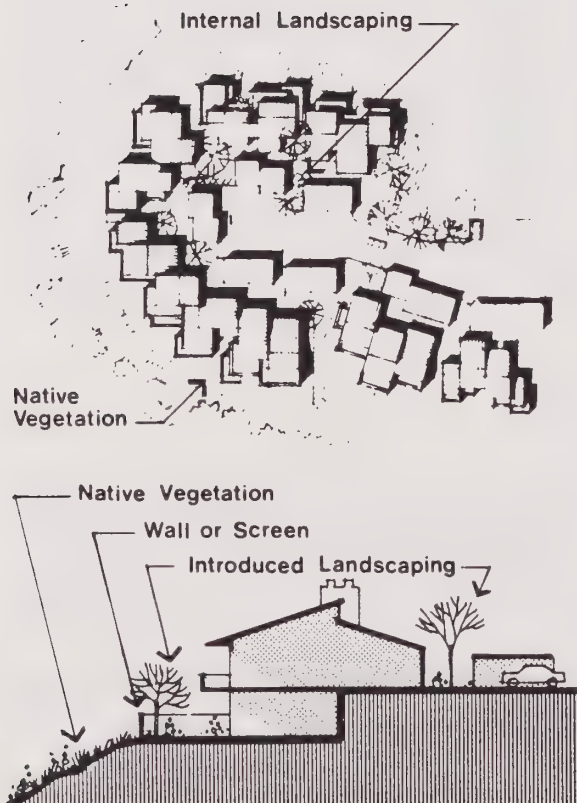 Internal Landscaping
Native
Vegetation
Native Vegetation
Wall or Screen
Introduced Landscaping